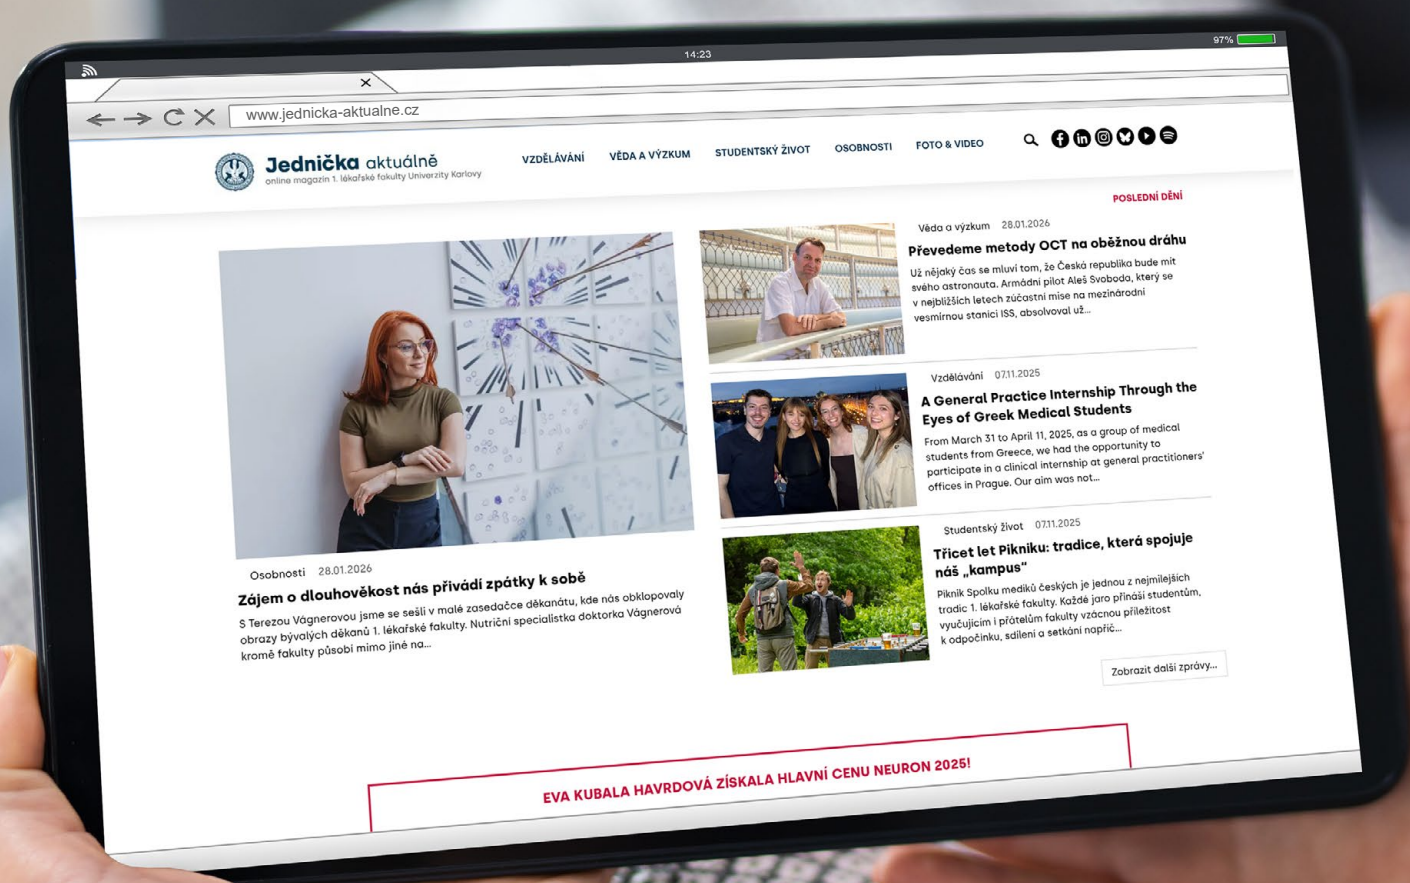 14:23
97%
www.jednicka-aktualne.cz
Jednička aktuálně
online magazín 1. lékařské fakulty Univerzity Karlovy
VZDĚLÁVÁNÍ VĚDA A VÝZKUM STUDENTSKÝ ŽIVOT OSOBNOSTI FOTO & VIDEO
POSLEDNÍ DĚNÍ
Osobnosti 28.01.2026
Zájem o dlouhověkost nás přivádí zpátky k sobě
S Terezou Vágnerovou jsme se sešli v malé zasedačce děkanátu, kde nás obklopovaly
obrazy bývalých děkanů 1. lékařské fakulty. Nutriční specialistka doktorka Vágnerová
kromě fakulty působí mimo jiné na...
Věda a výzkum 28.01.2026
Převedeme metody OCT na oběžnou dráhu
Už nějaký čas se mluví tom, že Česká republika bude mít
svého astronauta. Armádní pilot Aleš Svoboda, který se
v nejbližších letech zúčastní mise na mezinárodní
vesmírnou stanici ISS, absolvoval už...
Vzdělávání 07.11.2025
A General Practice Internship Through the
Eyes of Greek Medical Students
From March 31 to April 11, 2025, as a group of medical
students from Greece, we had the opportunity to
participate in a clinical internship at general practitioners'
offices in Prague. Our aim was not...
Studentský život 07.11.2025
Třicet let Pikniku: tradice, která spojuje
náš „kampus“
Piknik Spolku mediků českých je jednou z nejmilejších
tradic 1. lékařské fakulty. Každé jaro přináší studentům,
vyučujícím i přátelům fakulty vzácnou příležitost
k odpočinku, sdílení a setkání napříč...
Zobrazit další zprávy...
EVA KUBALA HAVRDOVÁ ZÍSKALA HLAVNÍ CENU NEURON 2025!